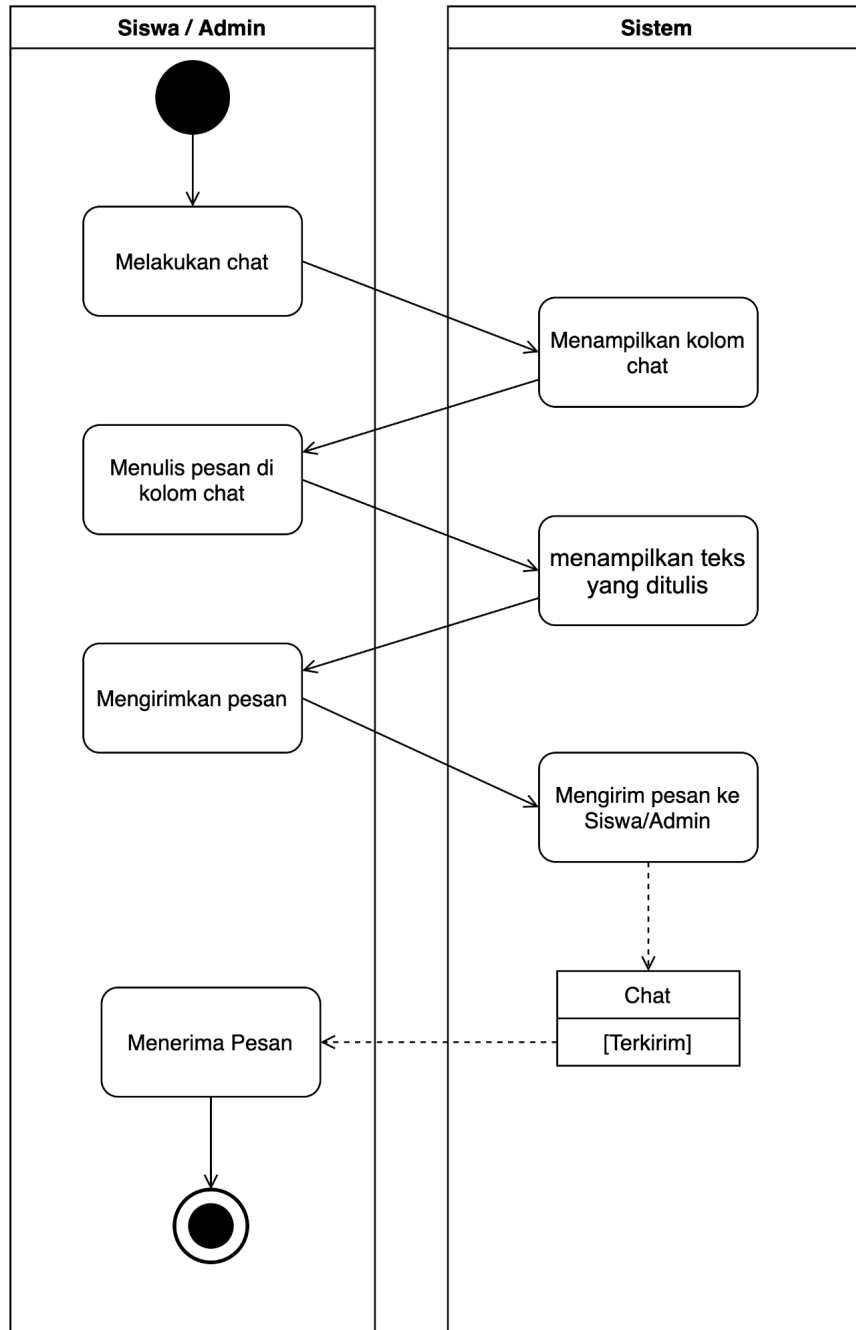 Siswa / Admin
Sistem
Melakukan chat
Menampilkan kolom
chat
Menulis pesan di
kolom chat
menampilkan teks
yang ditulis
Mengirimkan pesan
Mengirim pesan ke
Siswa/Admin
Chat
[Terkirim]
Menerima Pesan